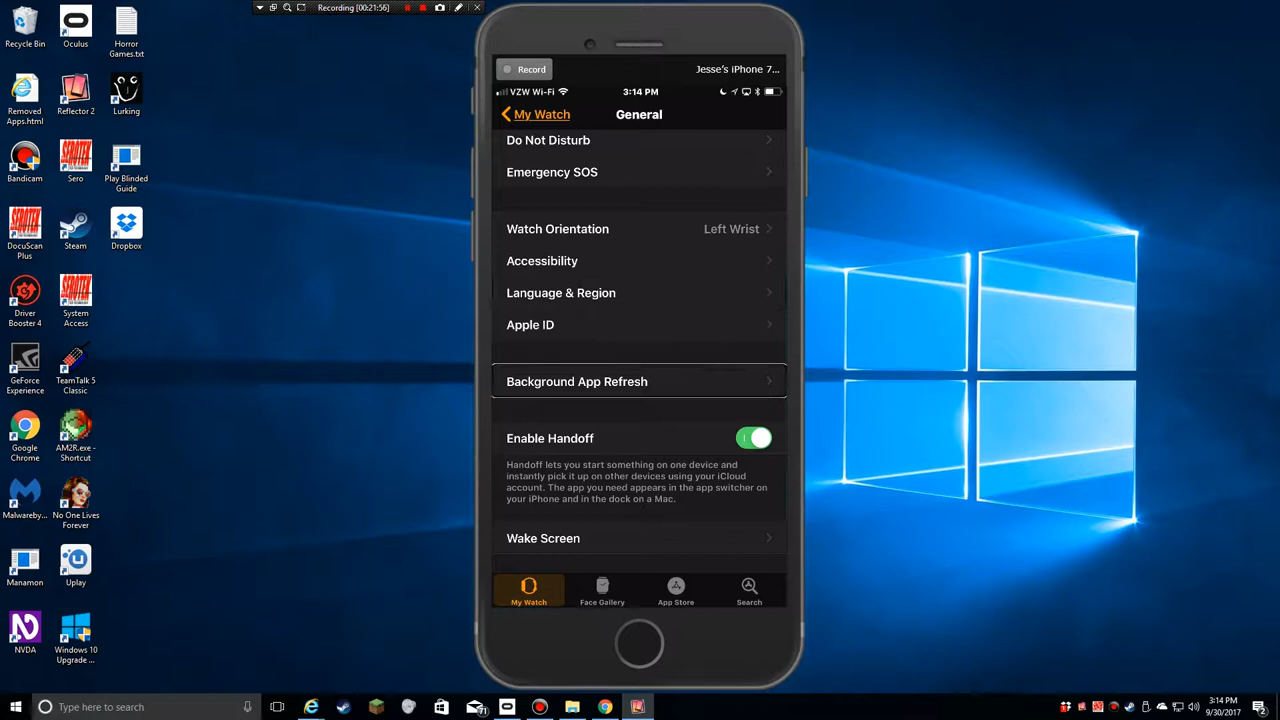 Recording [00:21:55]
Recycle Bin
Oculus
Horror
Games.txt
Removed
Apps.html
Reflector 2
Lurking
Bandicam
SEROTEK
Sero
Play Blinded
Guide
SEROTEK
DocuScan
Plus
Steam
Dropbox
Driver
Booster 4
SEROTEK
System
Access
GeForce
Experience
TeamTalk 5
Classic
Google
Chrome
AM2R.exe -
Shortcut
Malwareby...
No One Lives
Forever
Manamon
Uplay
NVDA
Windows 10
Upgrade ...
Record
Jesse's iPhone 7...
VZW Wi-Fi
3:14 PM
My Watch
General
Do Not Disturb
Emergency SOS
Watch Orientation
Left Wrist
Accessibility
Language & Region
Apple ID
Background App Refresh
Enable Handoff
Handoff lets you start something on one device and
instantly pick it up on other devices using your iCloud
account. The app you need appears in the app switcher on
your iPhone and in the dock on a Mac.
Wake Screen
My Watch
Face Gallery
App Store
Search
Type here to search
71
3:14 PM
9/30/2017
2